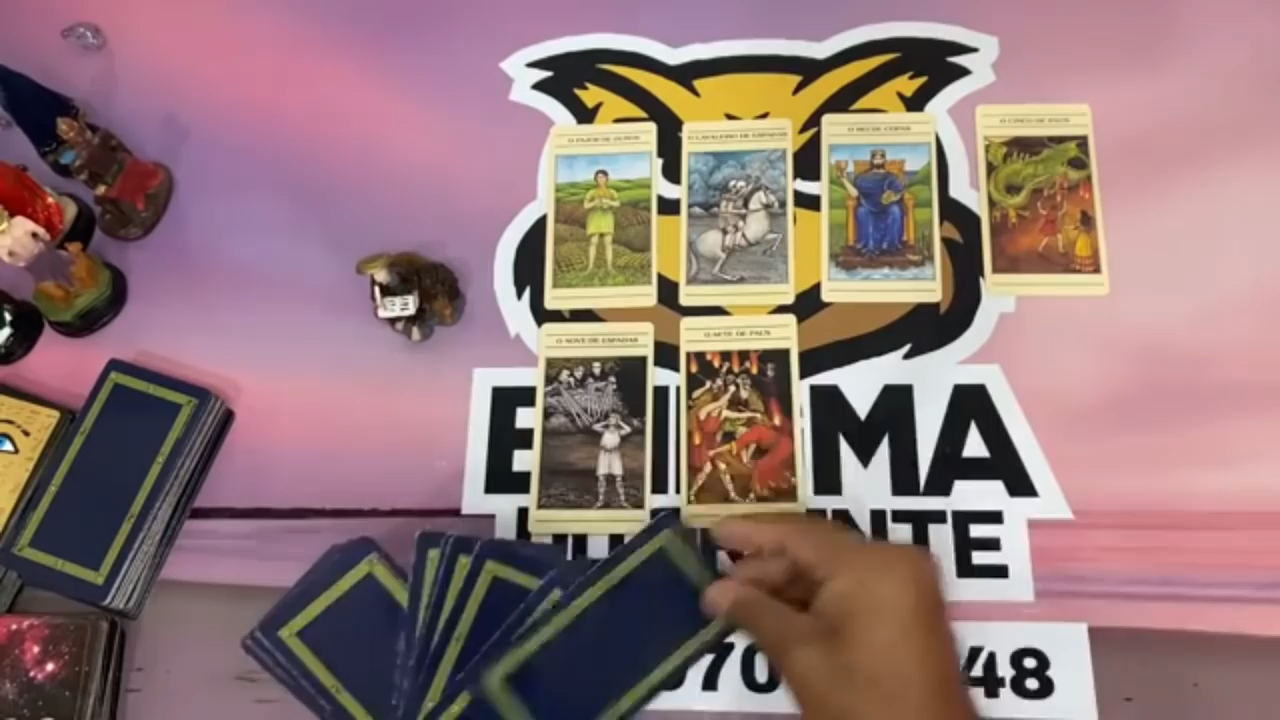 O PAJEM DE OUROS
O CAVALEIRO DE ESPADAS
O REI DE COPAS
O CINCO DE PAUS
O NOVE DE ESPADAS
O SETE DE PAUS
E MA
NTE
70 48